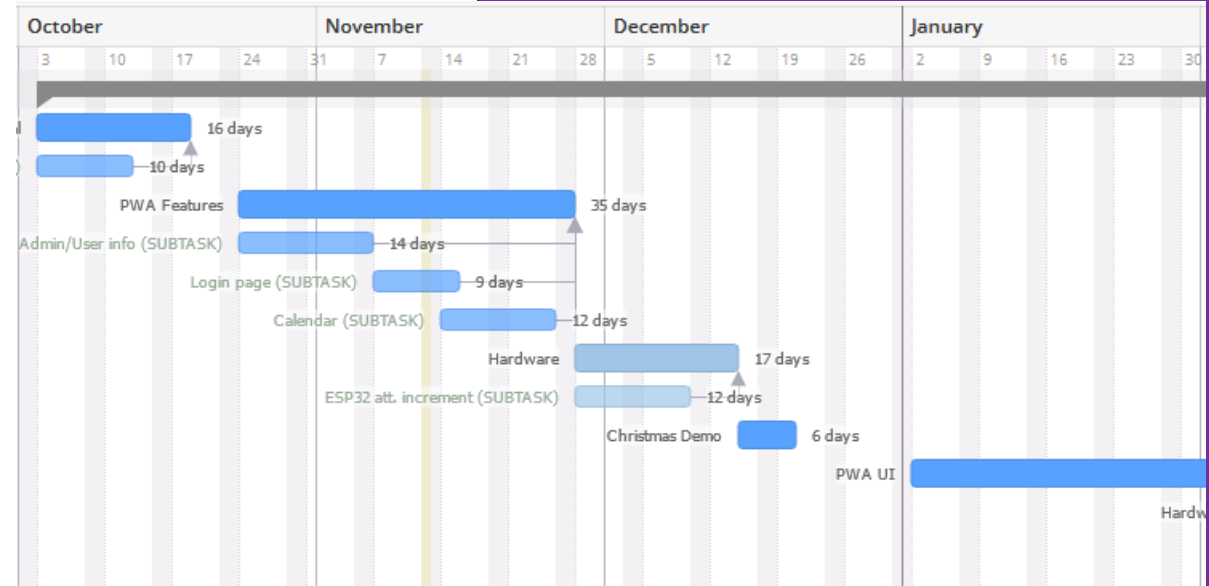 October November December January
3 10 17 24 31 7 14 21 28 5 12 19 26 2 9 16 23 30
16 days
10 days
PWA Features 35 days
Admin/User info (SUBTASK) 14 days
Login page (SUBTASK) 9 days
Calendar (SUBTASK) 12 days
Hardware 17 days
ESP32 att. increment (SUBTASK) 12 days
Christmas Demo 6 days
PWA UI
Hardw